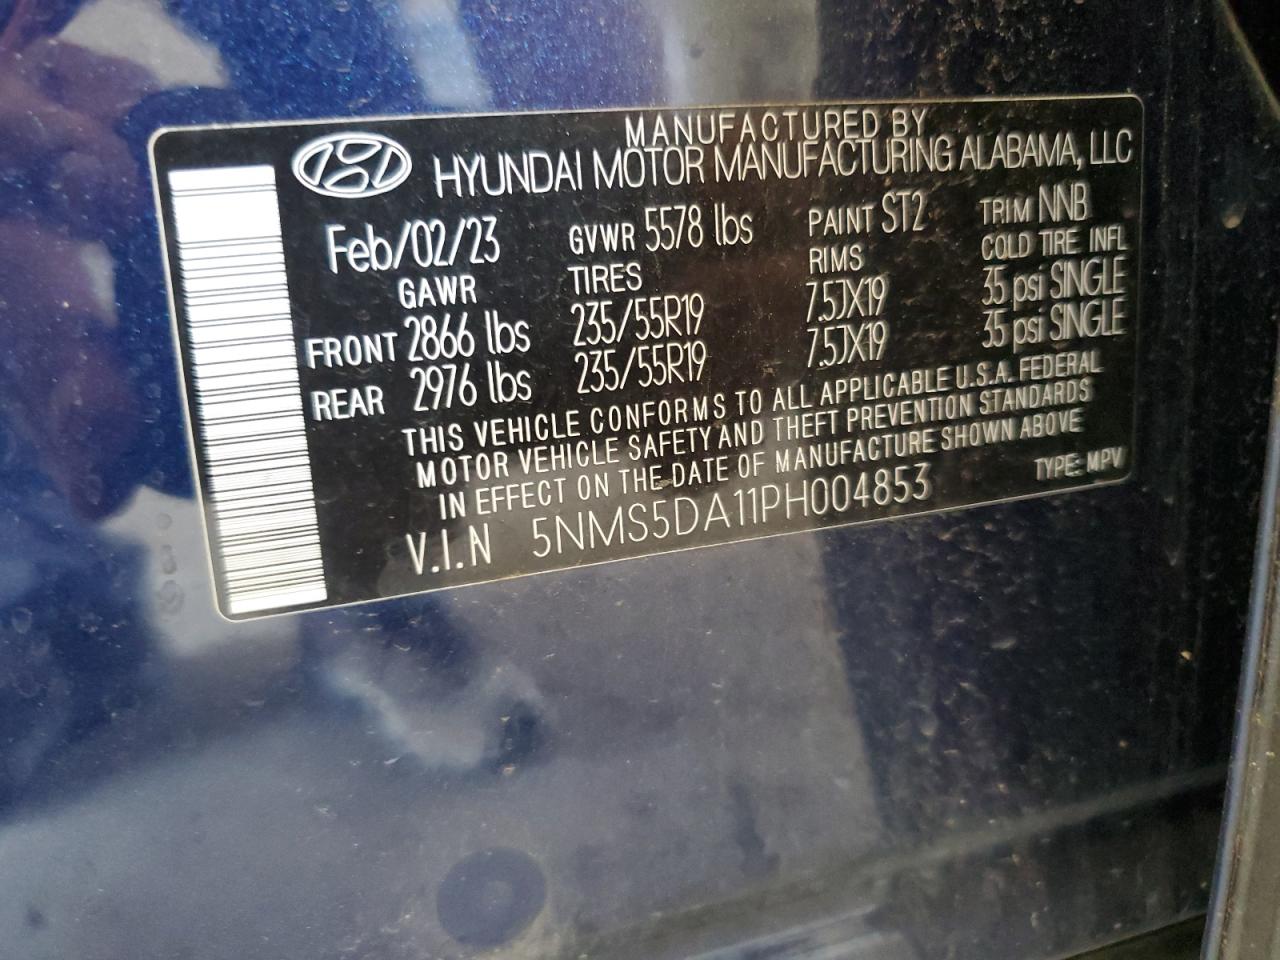 MANUFACTURED BY
HYUNDAI MOTOR MANUFACTURING ALABAMA, LLC
Feb/02/23 GVWR 5578 lbs PAINT ST2 TRIM NNB
GAWR TIRES RIMS COLD TIRE INFL
FRONT 2866 lbs 235/55R19 7.5JX19 35 psi SINGLE
REAR 2976 lbs 235/55R19 7.5JX19 35 psi SINGLE
THIS VEHICLE CONFORMS TO ALL APPLICABLE U.S.A. FEDERAL
MOTOR VEHICLE SAFETY AND THEFT PREVENTION STANDARDS
IN EFFECT ON THE DATE OF MANUFACTURE SHOWN ABOVE
V.I.N 5NMS5DA11PH004853 TYPE: MPV